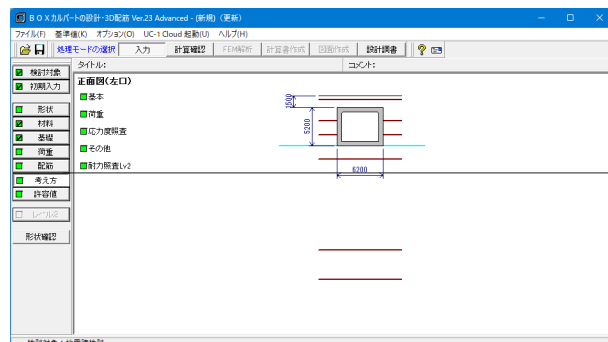 BOXカルバートの設計・3D配筋 Ver.23 Advanced - (新規) (更新)
ファイル(F) 基準値(K) オプション(O) UC-1 Cloud 起動(U) ヘルプ(H)
処理モードの選択 入力 計算確認 FEM解析 計算書作成 図面作成 設計調書
タイトル: コメント:
検討対象
初期入力
形状
材料
基礎
荷重
配筋
考え方
許容値
レベル2
形状確認
正面図(左口)
基本
荷重
応力度照査
その他
耐力照査Lv2
1500
5200
6200